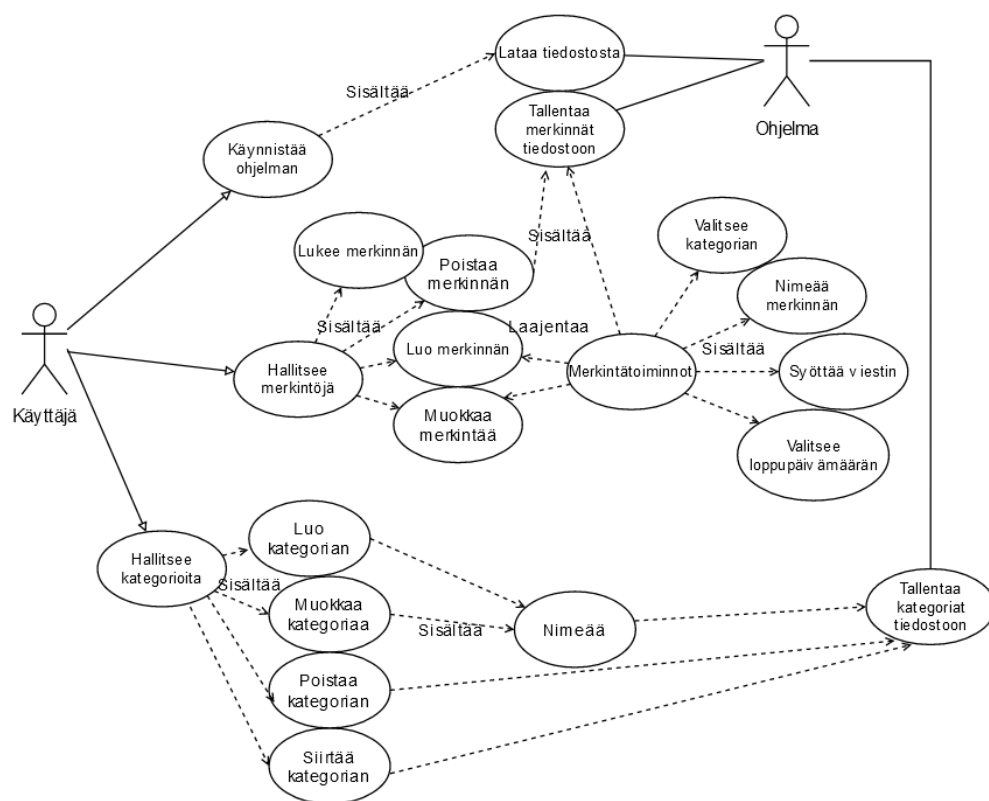 Lataa tiedostosta
Sisältää
Tallentaa
merkinnät
tiedostoon
Ohjelma
Käynnistää
ohjelman
Lukee merkinnän
Poistaa
merkinnän
Sisältää
Valitsee
kategorian
Nimeää
merkinnän
Sisältää
Laajentaa
Luo merkinnän
Sisältää
Hallitsee
merkintöjä
Merkintätoiminnot
Syöttää viestin
Käyttäjä
Muokkaa
merkintää
Valitsee
loppupäivämäärän
Luo
kategorian
Hallitsee
kategorioita
Sisältää
Muokkaa
kategoriaa
Sisältää
Nimeää
Tallentaa
kategoriat
tiedostoon
Poistaa
kategorian
Siirtää
kategorian